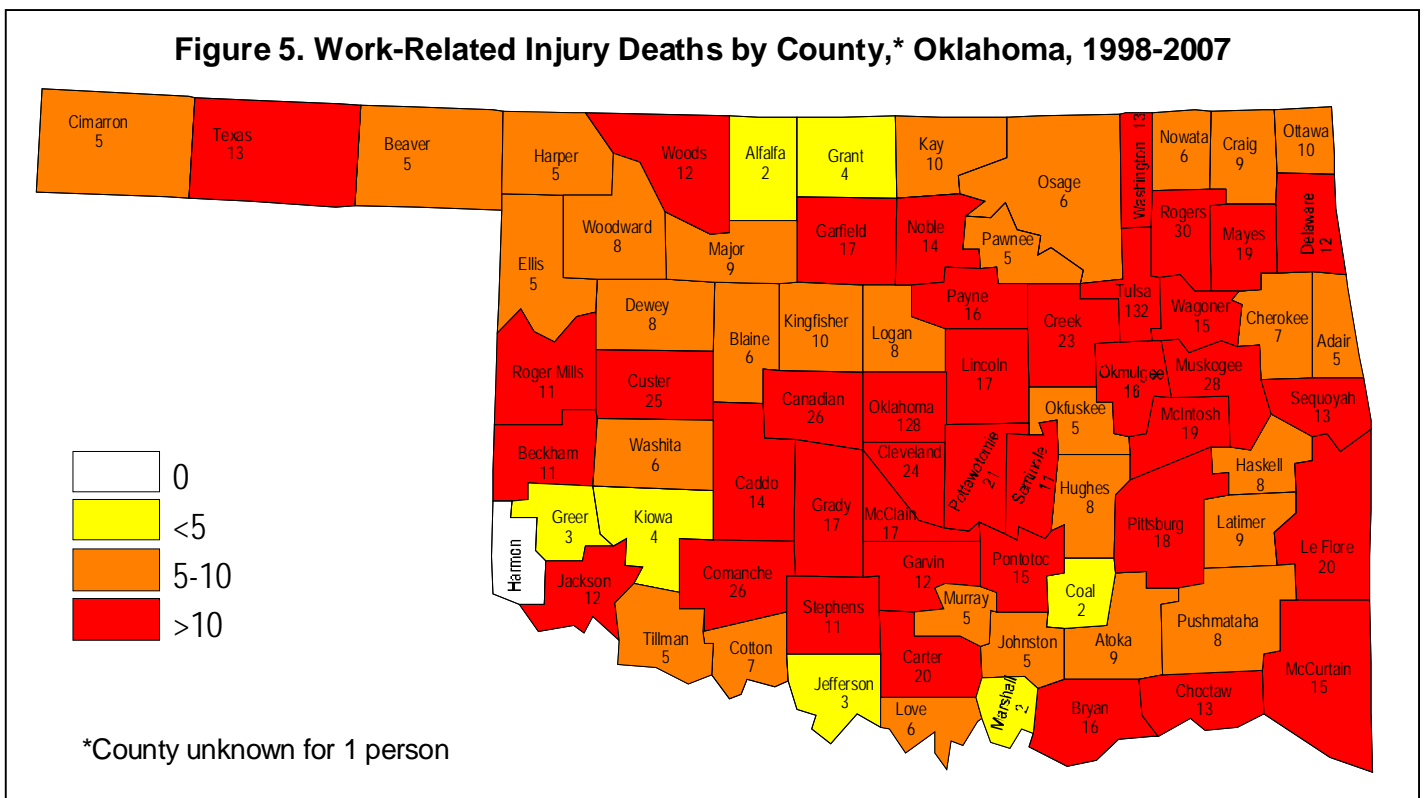 Figure 5. Work-Related Injury Deaths by County,* Oklahoma, 1998-2007
Cimarron
5
Texas
13
Beaver
5
Harper
5
Woods
12
Alfalfa
2
Grant
4
Kay
10
Osage
6
Washington 13
Nowata
6
Craig
9
Ottawa
10
Ellis
5
Woodward
8
Major
9
Garfield
17
Noble
14
Pawnee
5
Rogers
30
Mayes
19
Delaware
12
Dewey
8
Blaine
6
Kingfisher
10
Logan
8
Payne
16
Creek
23
Tulsa
132
Wagoner
15
Cherokee
7
Adair
5
Roger Mills
11
Custer
25
Canadian
26
Oklahoma
128
Lincoln
17
Okfuskee
5
Okmulgee
16
Muskogee
28
McIntosh
19
Sequoyah
13
Beckham
11
Washita
6
Caddo
14
Grady
17
Cleveland
24
McClain
17
Pottawotomie
21
Seminole
11
Hughes
8
Pittsburg
18
Haskell
8
Latimer
9
Le Flore
20
Harmon
Greer
3
Kiowa
4
Jackson
12
Comanche
26
Stephens
11
Garvin
12
Pontotoc
15
Coal
2
Murray
5
Tillman
5
Cotton
7
Jefferson
3
Carter
20
Johnston
5
Atoka
9
Pushmataha
8
McCurtain
15
Love
6
Marshall
2
Bryan
16
Choctaw
13
0
<5
5-10
>10
*County unknown for 1 person